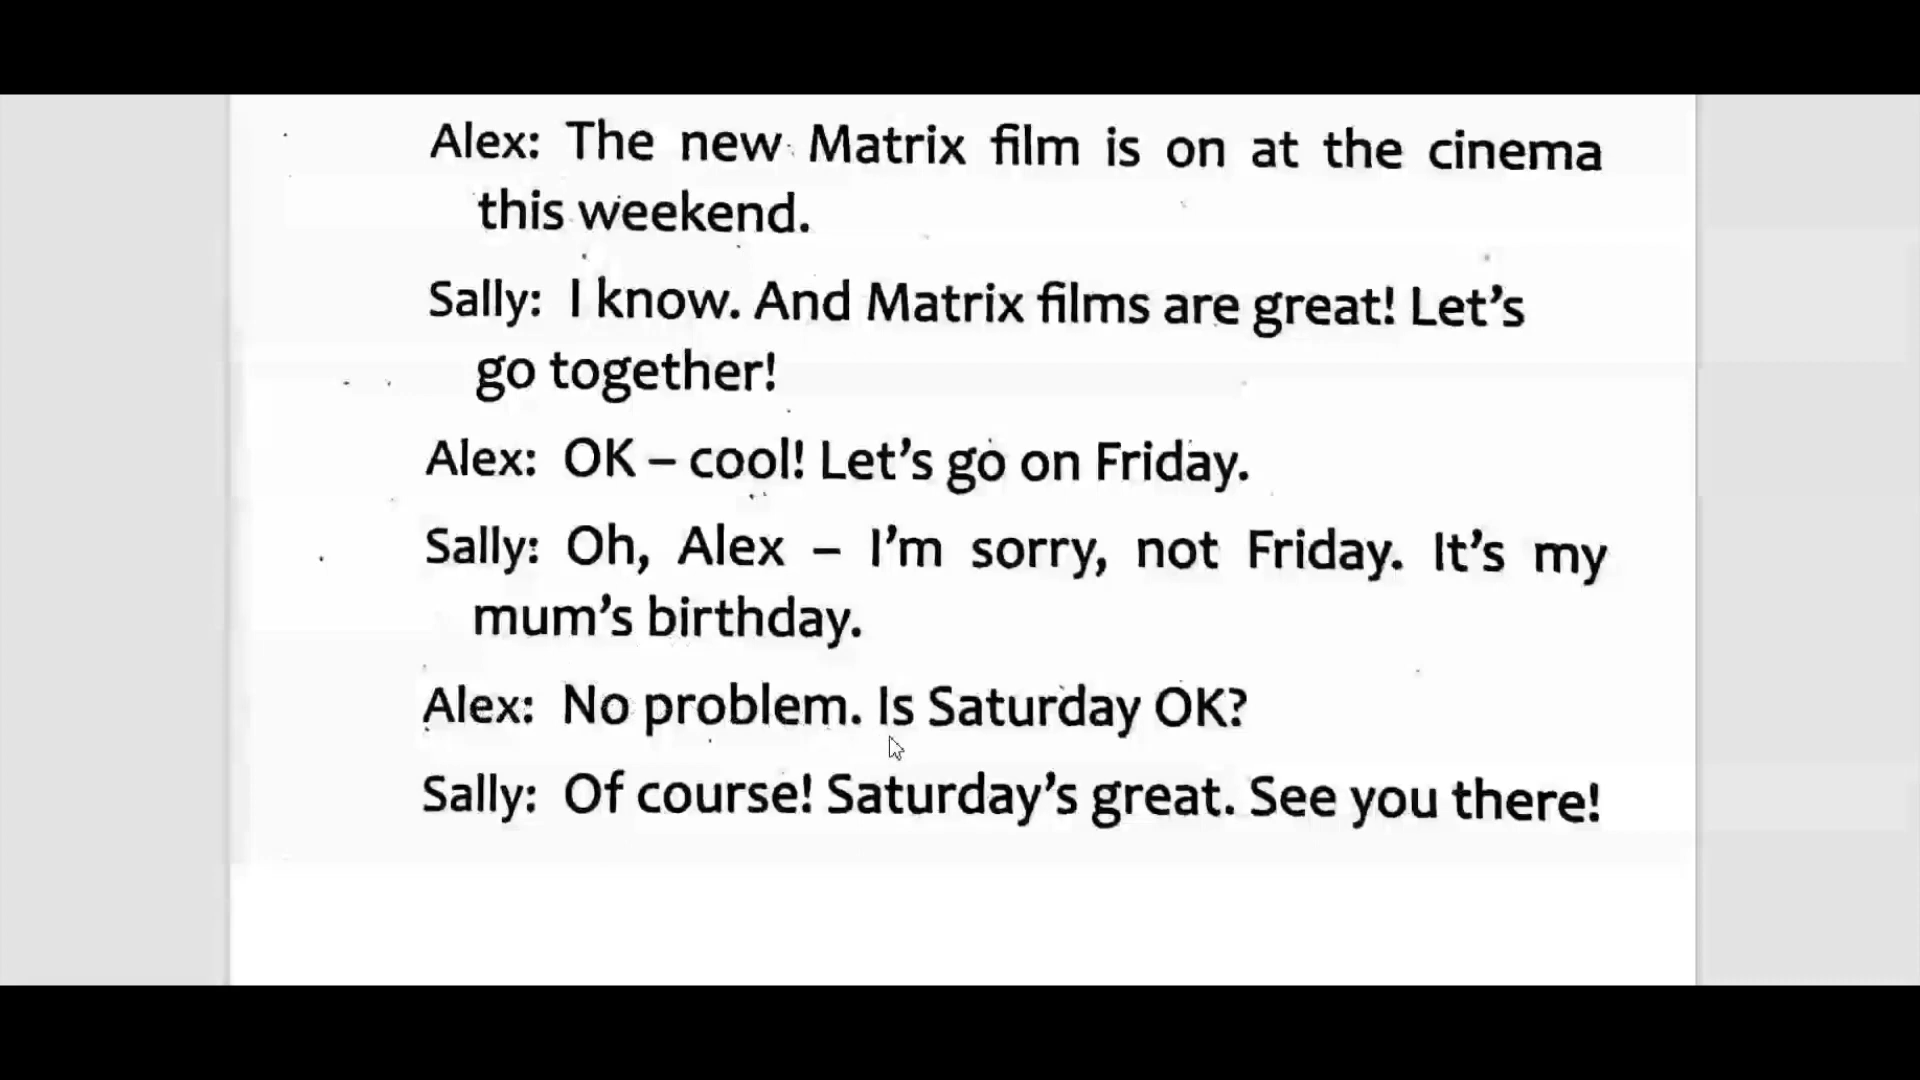 Alex: The new Matrix film is on at the cinema
this weekend.
Sally: I know. And Matrix films are great! Let’s
go together!
Alex: OK – cool! Let’s go on Friday.
Sally: Oh, Alex – I’m sorry, not Friday. It’s my
mum’s birthday.
Alex: No problem. Is Saturday OK?
Sally: Of course! Saturday’s great. See you there!